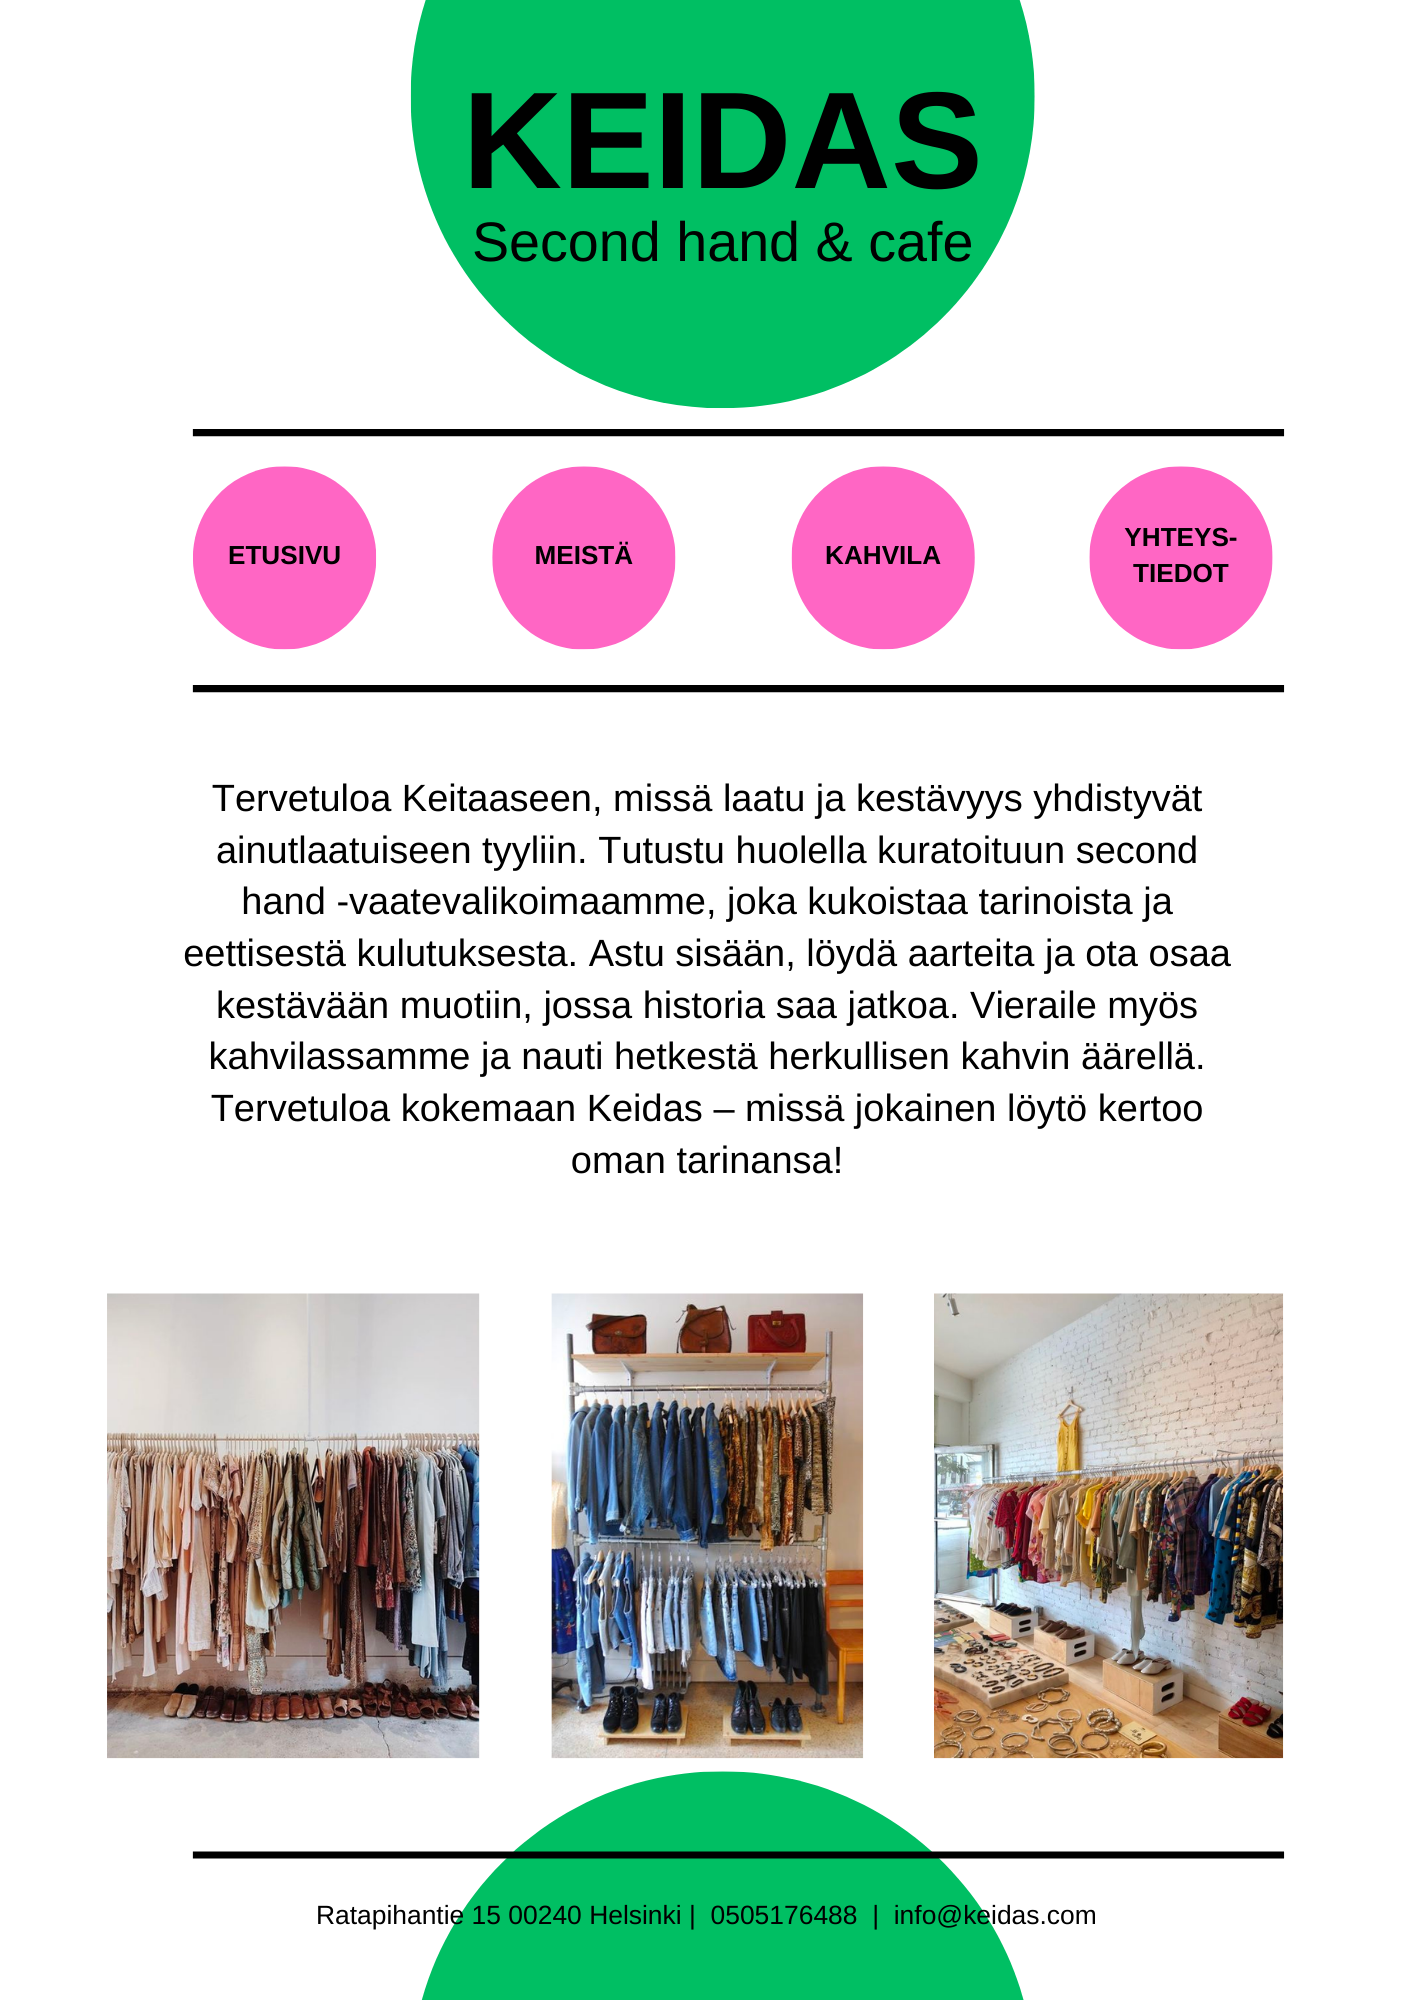 KEIDAS
Second hand & cafe
ETUSIVU
MEISTÄ
KAHVILA
YHTEYS-
TIEDOT
Tervetuloa Keitaaseen, missä laatu ja kestävyys yhdistyvät
ainutlaatuiseen tyyliin. Tutustu huolella kuratoituun second
hand -vaatevalikoimaamme, joka kukoistaa tarinoista ja
eettisestä kulutuksesta. Astu sisään, löydä aarteita ja ota osaa
kestävään muotiin, jossa historia saa jatkoa. Vieraile myös
kahvilassamme ja nauti hetkestä herkullisen kahvin äärellä.
Tervetuloa kokemaan Keidas – missä jokainen löytö kertoo
oman tarinansa!
Ratapihantie 15 00240 Helsinki | 0505176488 | info@keidas.com